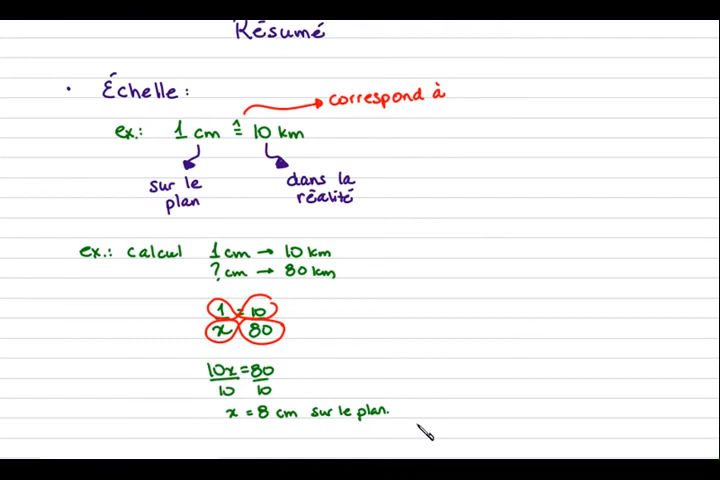 Résumé
• Échelle :
correspond à
ex.: 1 cm ≙ 10 km
sur le plan
dans la réalité
ex.: calcul 1 cm → 10 km
? cm → 80 km
1 = 10
x 80
10x = 80
10 10
x = 8 cm sur le plan.